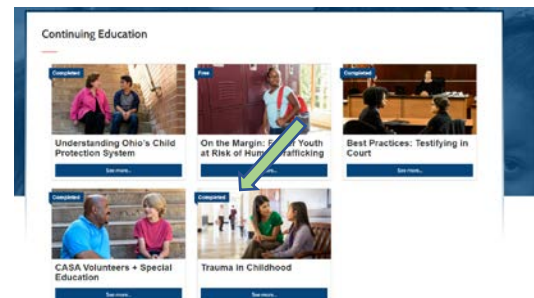 Continuing Education
Completed
Free
Completed
Understanding Ohio's Child
Protection System
On the Margin: Youth
at Risk of Human Trafficking
Best Practices: Testifying in
Court
See more..
See more..
Completed
Completed
CASA Volunteers + Special
Education
Trauma in Childhood
See more..
See more..